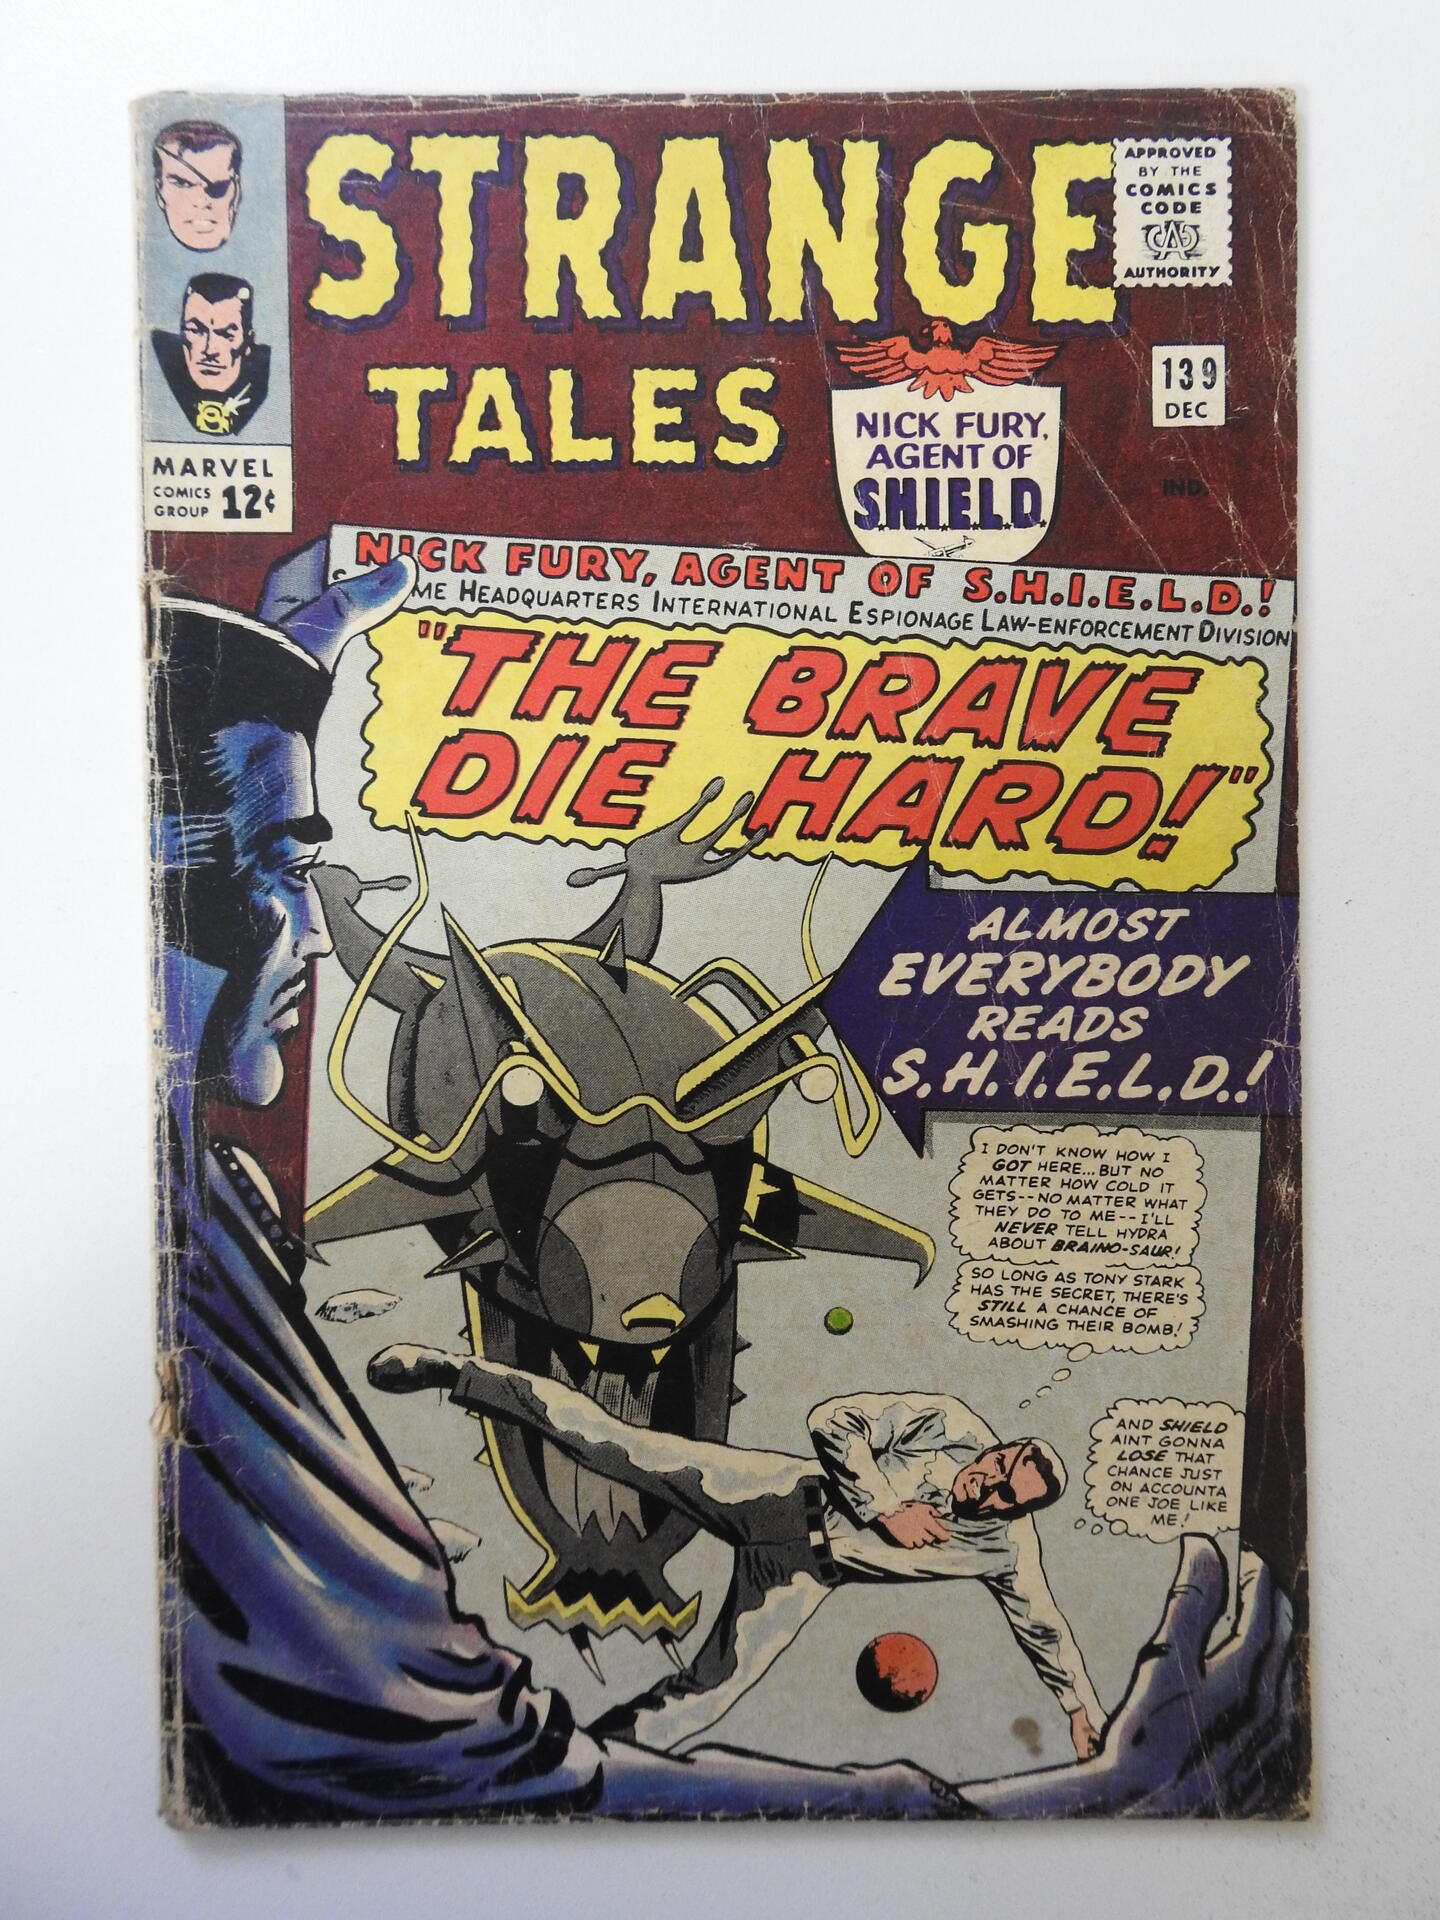 STRANGE
TALES
APPROVED
BY THE
COMICS
CODE
CA
AUTHORITY
139
DEC
IND.
MARVEL
COMICS
GROUP 12¢
NICK FURY,
AGENT OF
S.H.I.E.L.D.
NICK FURY, AGENT OF S.H.I.E.L.D.!
HEADQUARTERS INTERNATIONAL ESPIONAGE LAW-ENFORCEMENT DIVISION
"THE BRAVE
DIE HARD!"
ALMOST
EVERYBODY
READS
S.H.I.E.L.D.!
I DON'T KNOW HOW I
GOT HERE...BUT NO
MATTER HOW COLD IT
GETS--NO MATTER WHAT
THEY DO TO ME--I'LL
NEVER TELL HYDRA
ABOUT BRAINO-SAUR!
SO LONG AS TONY STARK
HAS THE SECRET, THERE'S
STILL A CHANCE OF
SMASHING THEIR BOMB!
AND SHIELD
AINT GONNA
LOSE THAT
CHANCE JUST
ON ACCOUNTA
ONE JOE LIKE
ME!